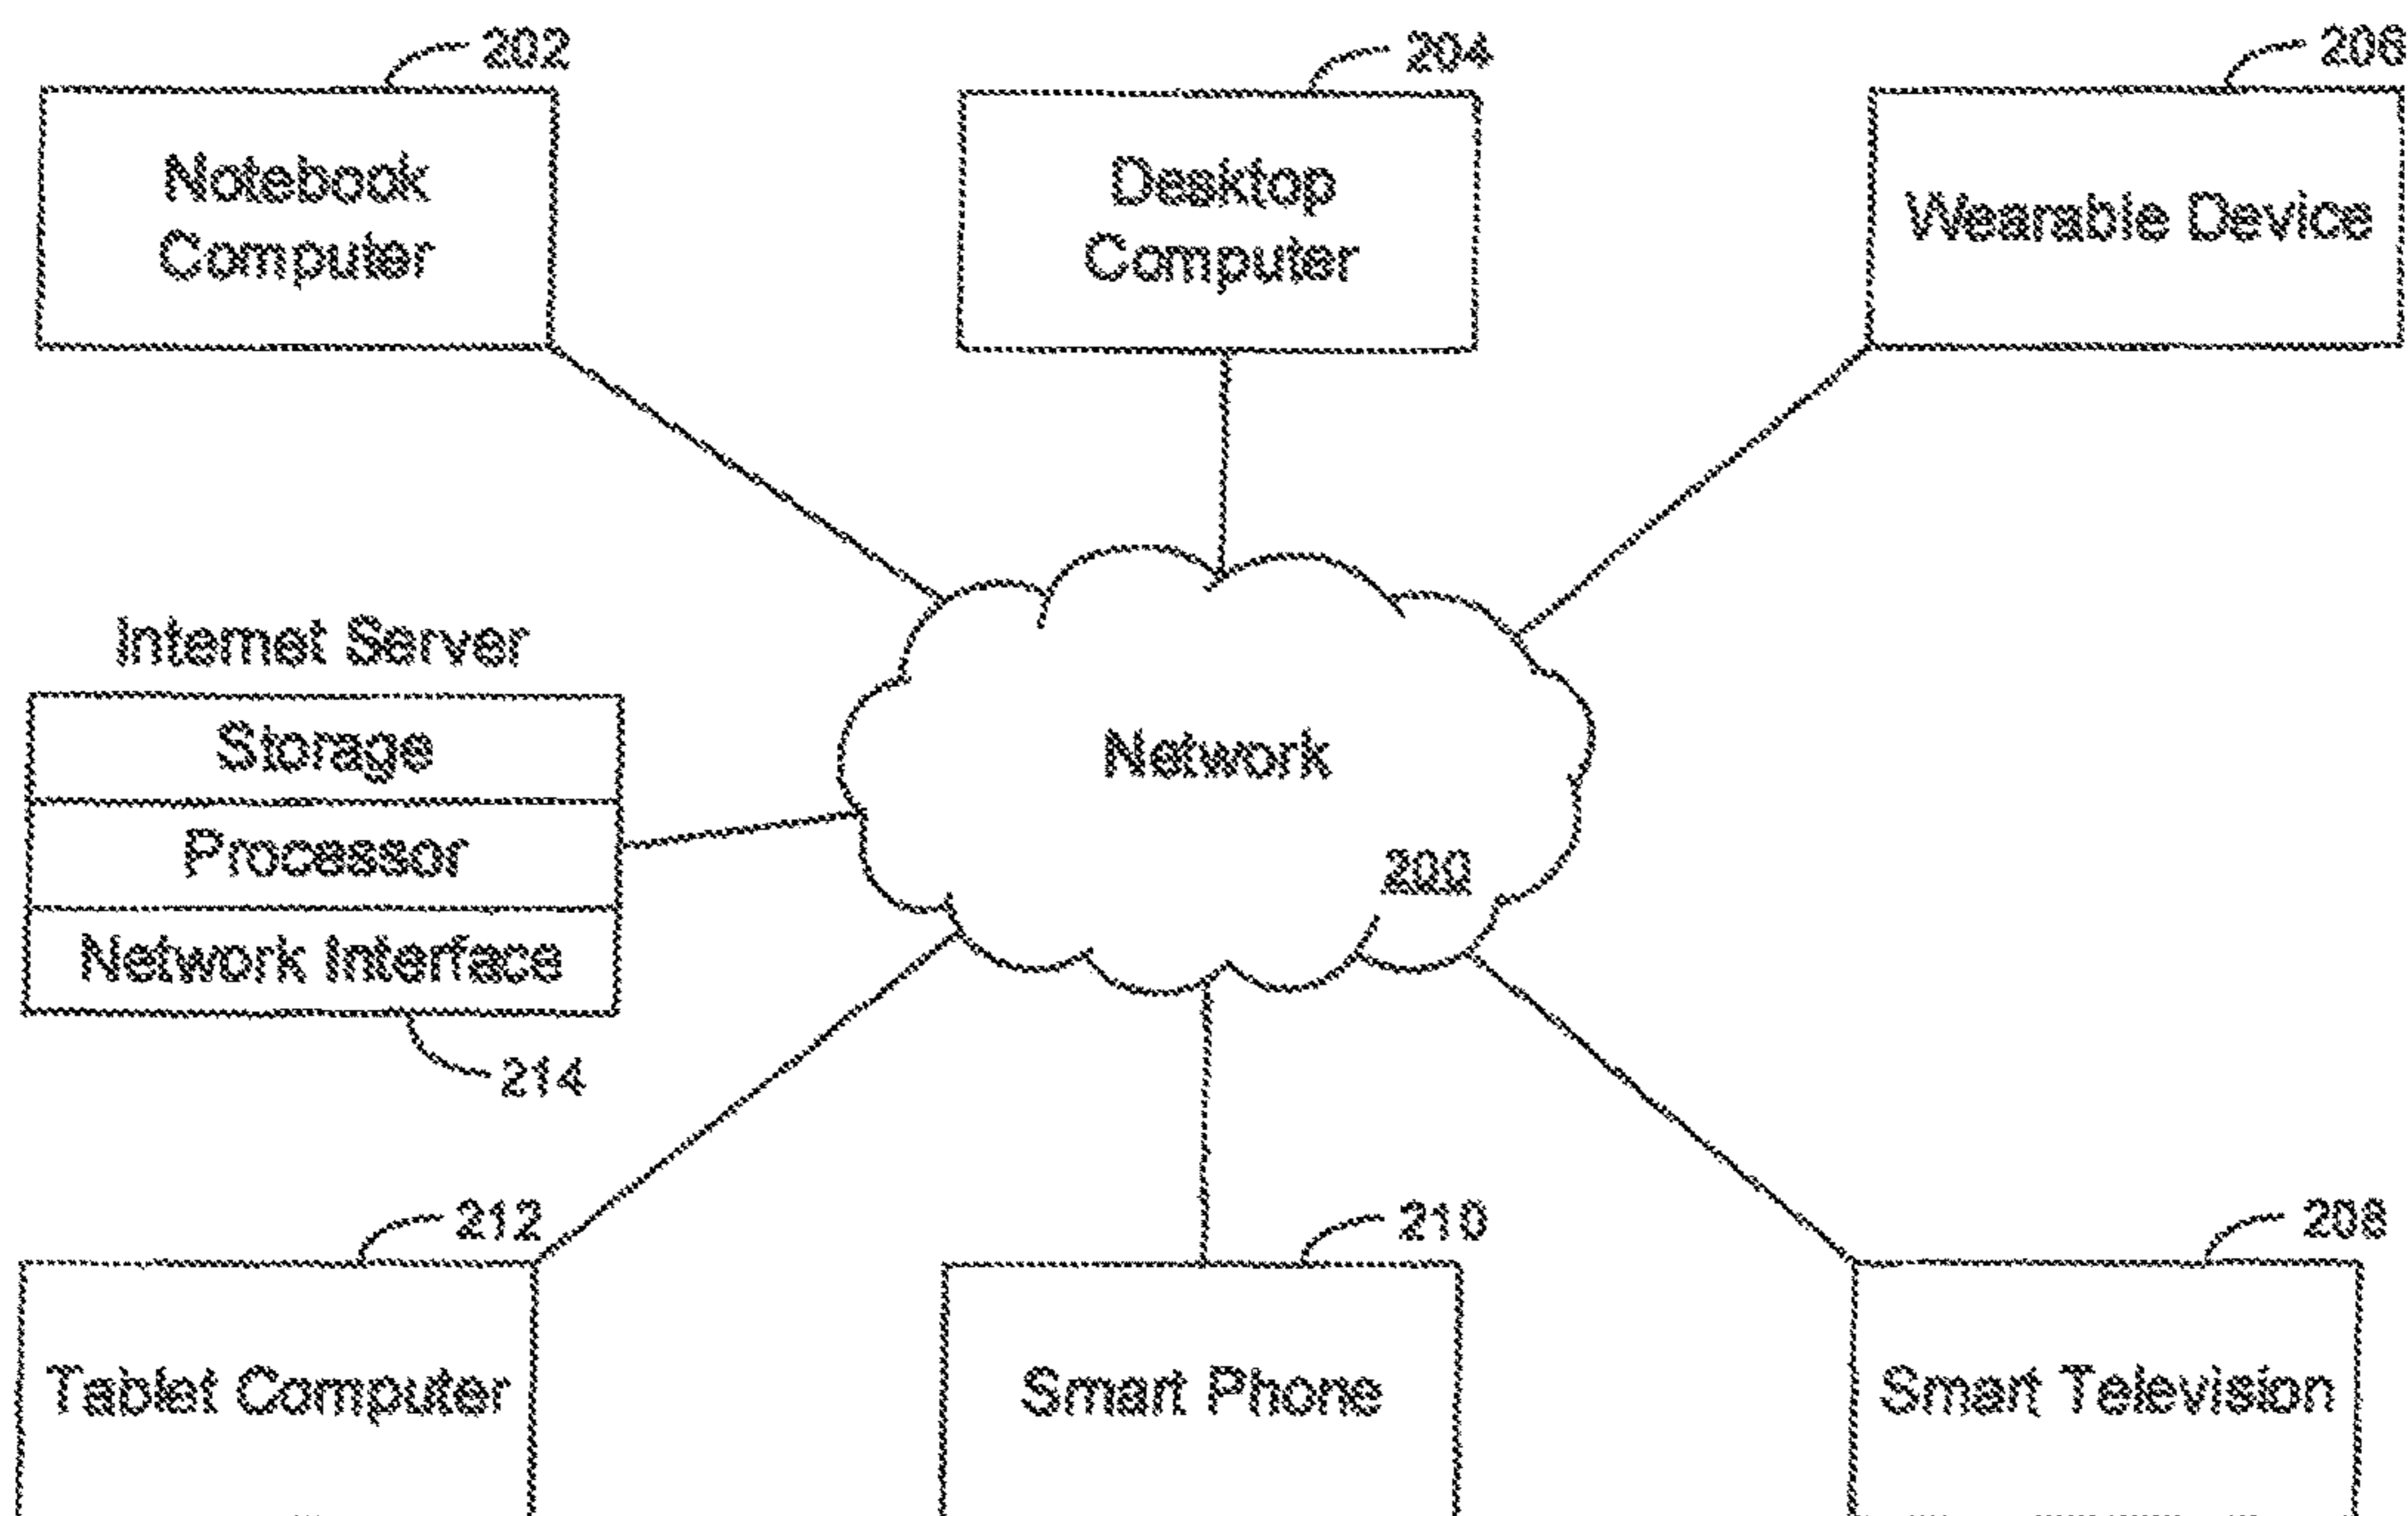 202
204
206
Notebook
Computer
Desktop
Computer
Wearable Device
Internet Server
Storage
Processor
Network Interface
214
Network
200
212
210
208
Tablet Computer
Smart Phone
Smart Television